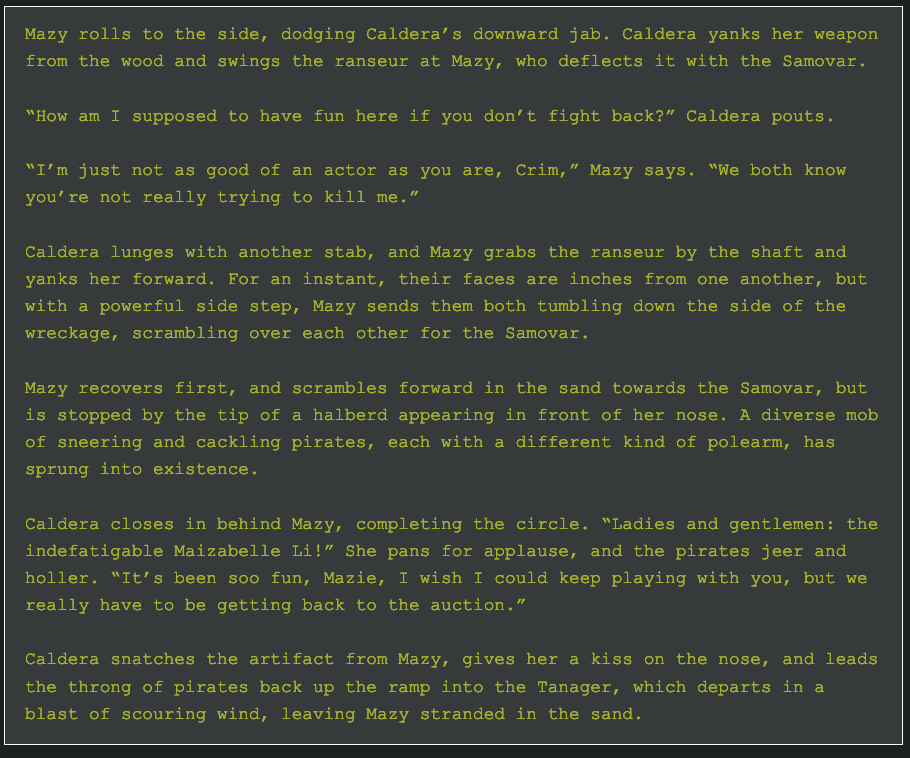 Mazy rolls to the side, dodging Caldera’s downward jab. Caldera yanks her weapon
from the wood and swings the ranseur at Mazy, who deflects it with the Samovar.
“How am I supposed to have fun here if you don’t fight back?” Caldera pouts.
“I’m just not as good of an actor as you are, Crim,” Mazy says. “We both know
you’re not really trying to kill me.”
Caldera lunges with another stab, and Mazy grabs the ranseur by the shaft and
yanks her forward. For an instant, their faces are inches from one another, but
with a powerful side step, Mazy sends them both tumbling down the side of the
wreckage, scrambling over each other for the Samovar.
Mazy recovers first, and scrambles forward in the sand towards the Samovar, but
is stopped by the tip of a halberd appearing in front of her nose. A diverse mob
of sneering and cackling pirates, each with a different kind of polearm, has
sprung into existence.
Caldera closes in behind Mazy, completing the circle. “Ladies and gentlemen: the
indefatigable Maizabelle Li!” She pans for applause, and the pirates jeer and
holler. “It’s been soo fun, Mazie, I wish I could keep playing with you, but we
really have to be getting back to the auction.”
Caldera snatches the artifact from Mazy, gives her a kiss on the nose, and leads
the throng of pirates back up the ramp into the Tanager, which departs in a
blast of scouring wind, leaving Mazy stranded in the sand.